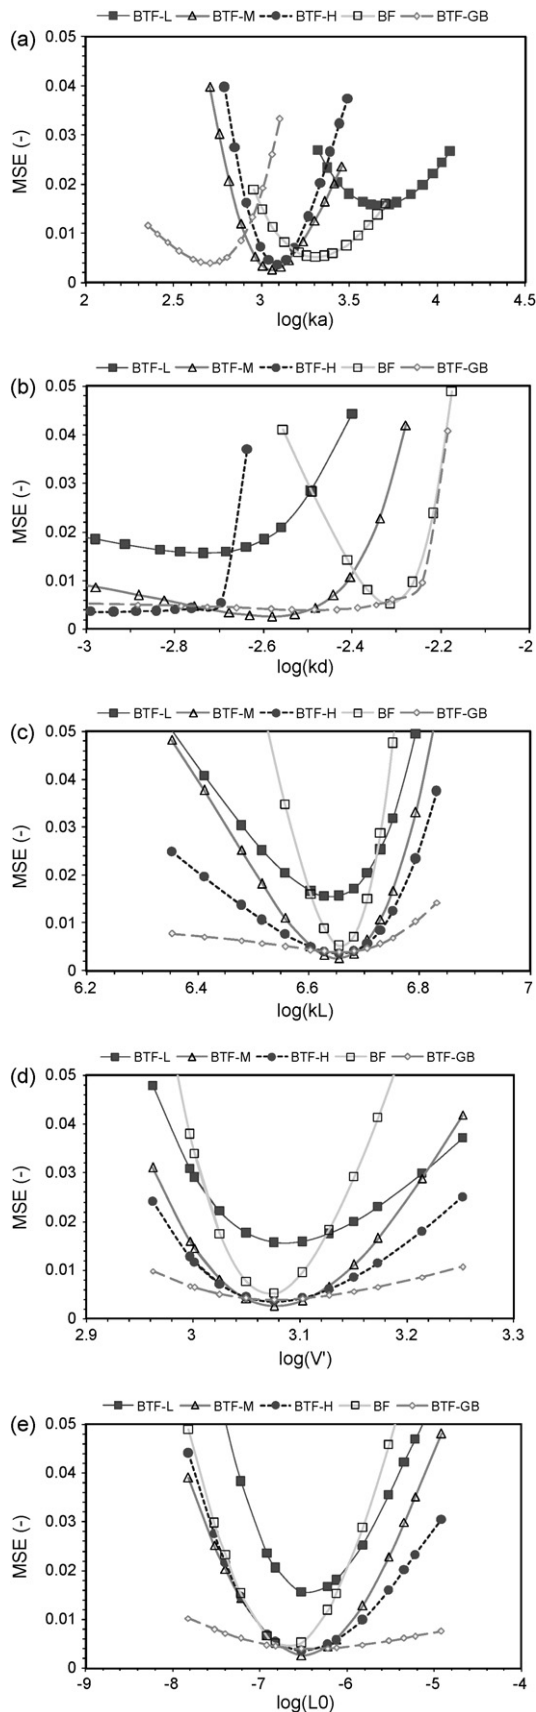 (a)
BTF-L BTF-M BTF-H BF BTF-GB
0.05
0.04
0.03
0.02
0.01
0
MSE (-)
2 2.5 3 3.5 4 4.5
log(ka)
(b)
BTF-L BTF-M BTF-H BF BTF-GB
0.05
0.04
0.03
0.02
0.01
0
MSE (-)
-3 -2.8 -2.6 -2.4 -2.2 -2
log(kd)
(c)
BTF-L BTF-M BTF-H BF BTF-GB
0.05
0.04
0.03
0.02
0.01
0
MSE (-)
6.2 6.4 6.6 6.8 7
log(kL)
(d)
BTF-L BTF-M BTF-H BF BTF-GB
0.05
0.04
0.03
0.02
0.01
0
MSE (-)
2.9 3 3.1 3.2 3.3
log(V')
(e)
BTF-L BTF-M BTF-H BF BTF-GB
0.05
0.04
0.03
0.02
0.01
0
MSE (-)
-9 -8 -7 -6 -5 -4
log(L0)